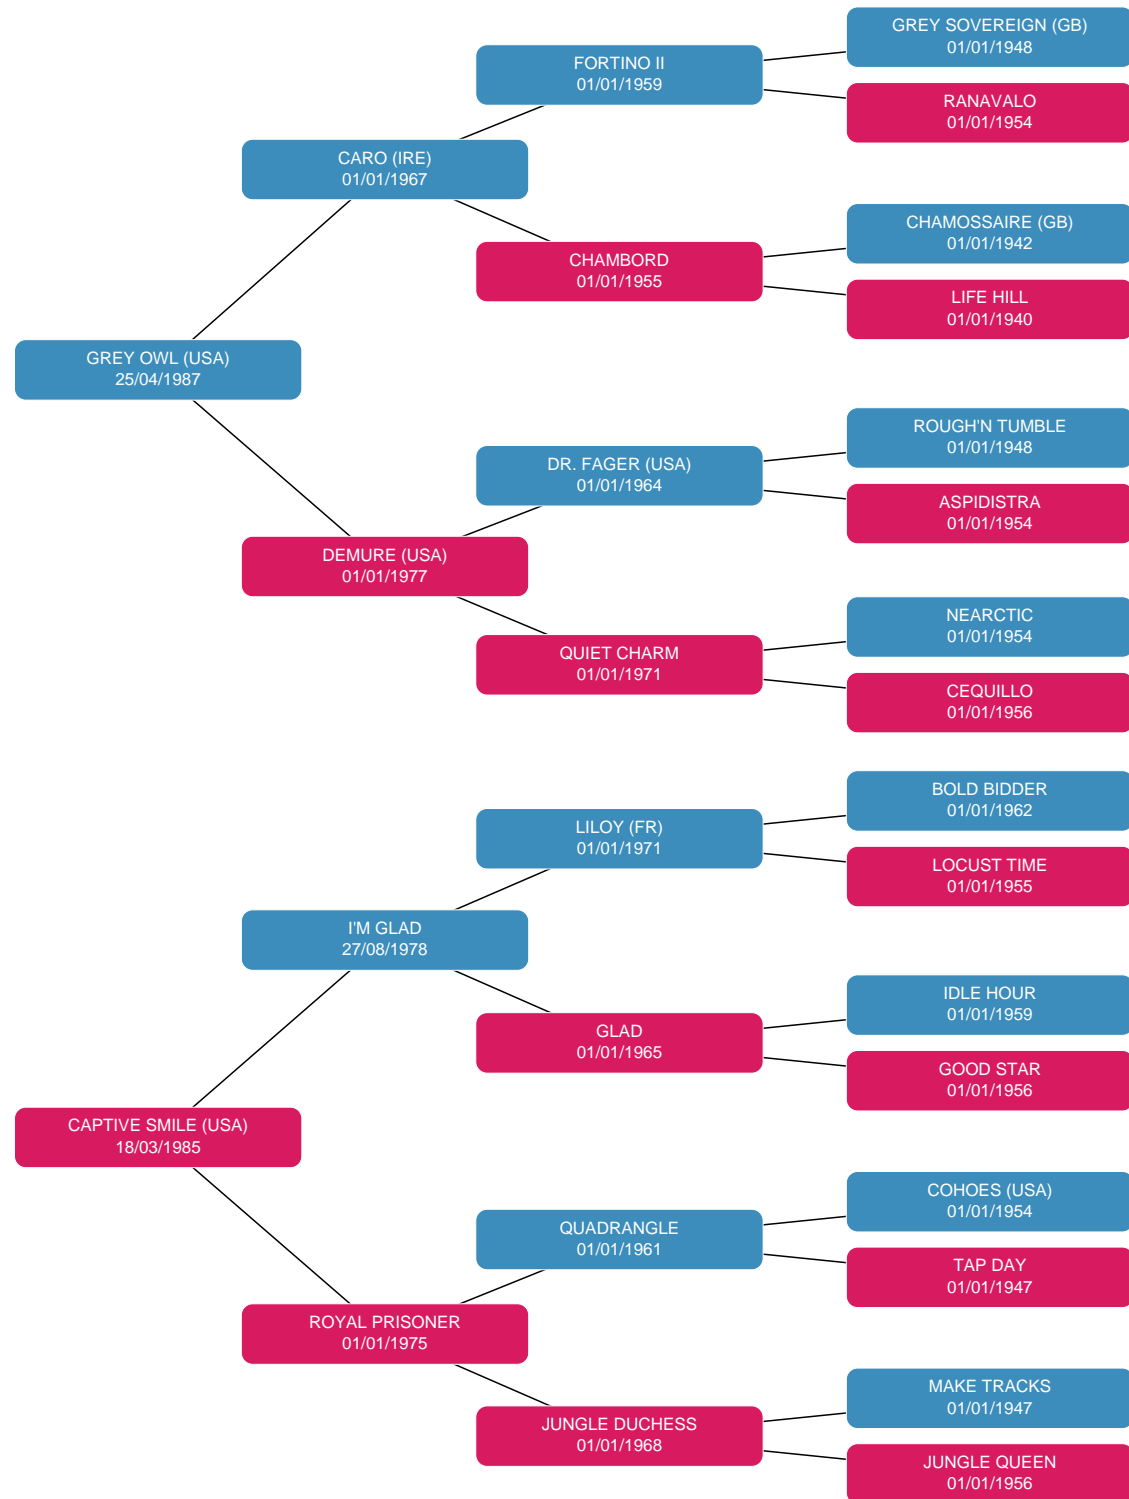 GREY SOVEREIGN (GB)
01/01/1948
FORTINO II
01/01/1959
RANAVALO
01/01/1954
CARO (IRE)
01/01/1967
CHAMOSSAIRE (GB)
01/01/1942
CHAMBORD
01/01/1955
LIFE HILL
01/01/1940
GREY OWL (USA)
25/04/1987
ROUGH'N TUMBLE
01/01/1948
DR. FAGER (USA)
01/01/1964
ASPIDISTRA
01/01/1954
DEMURE (USA)
01/01/1977
NEARCTIC
01/01/1954
QUIET CHARM
01/01/1971
CEQUILLO
01/01/1956
BOLD BIDDER
01/01/1962
LILOY (FR)
01/01/1971
LOCUST TIME
01/01/1955
I'M GLAD
27/08/1978
IDLE HOUR
01/01/1959
GLAD
01/01/1965
GOOD STAR
01/01/1956
CAPTIVE SMILE (USA)
18/03/1985
COHOES (USA)
01/01/1954
QUADRANGLE
01/01/1961
TAP DAY
01/01/1947
ROYAL PRISONER
01/01/1975
MAKE TRACKS
01/01/1947
JUNGLE DUCHESS
01/01/1968
JUNGLE QUEEN
01/01/1956